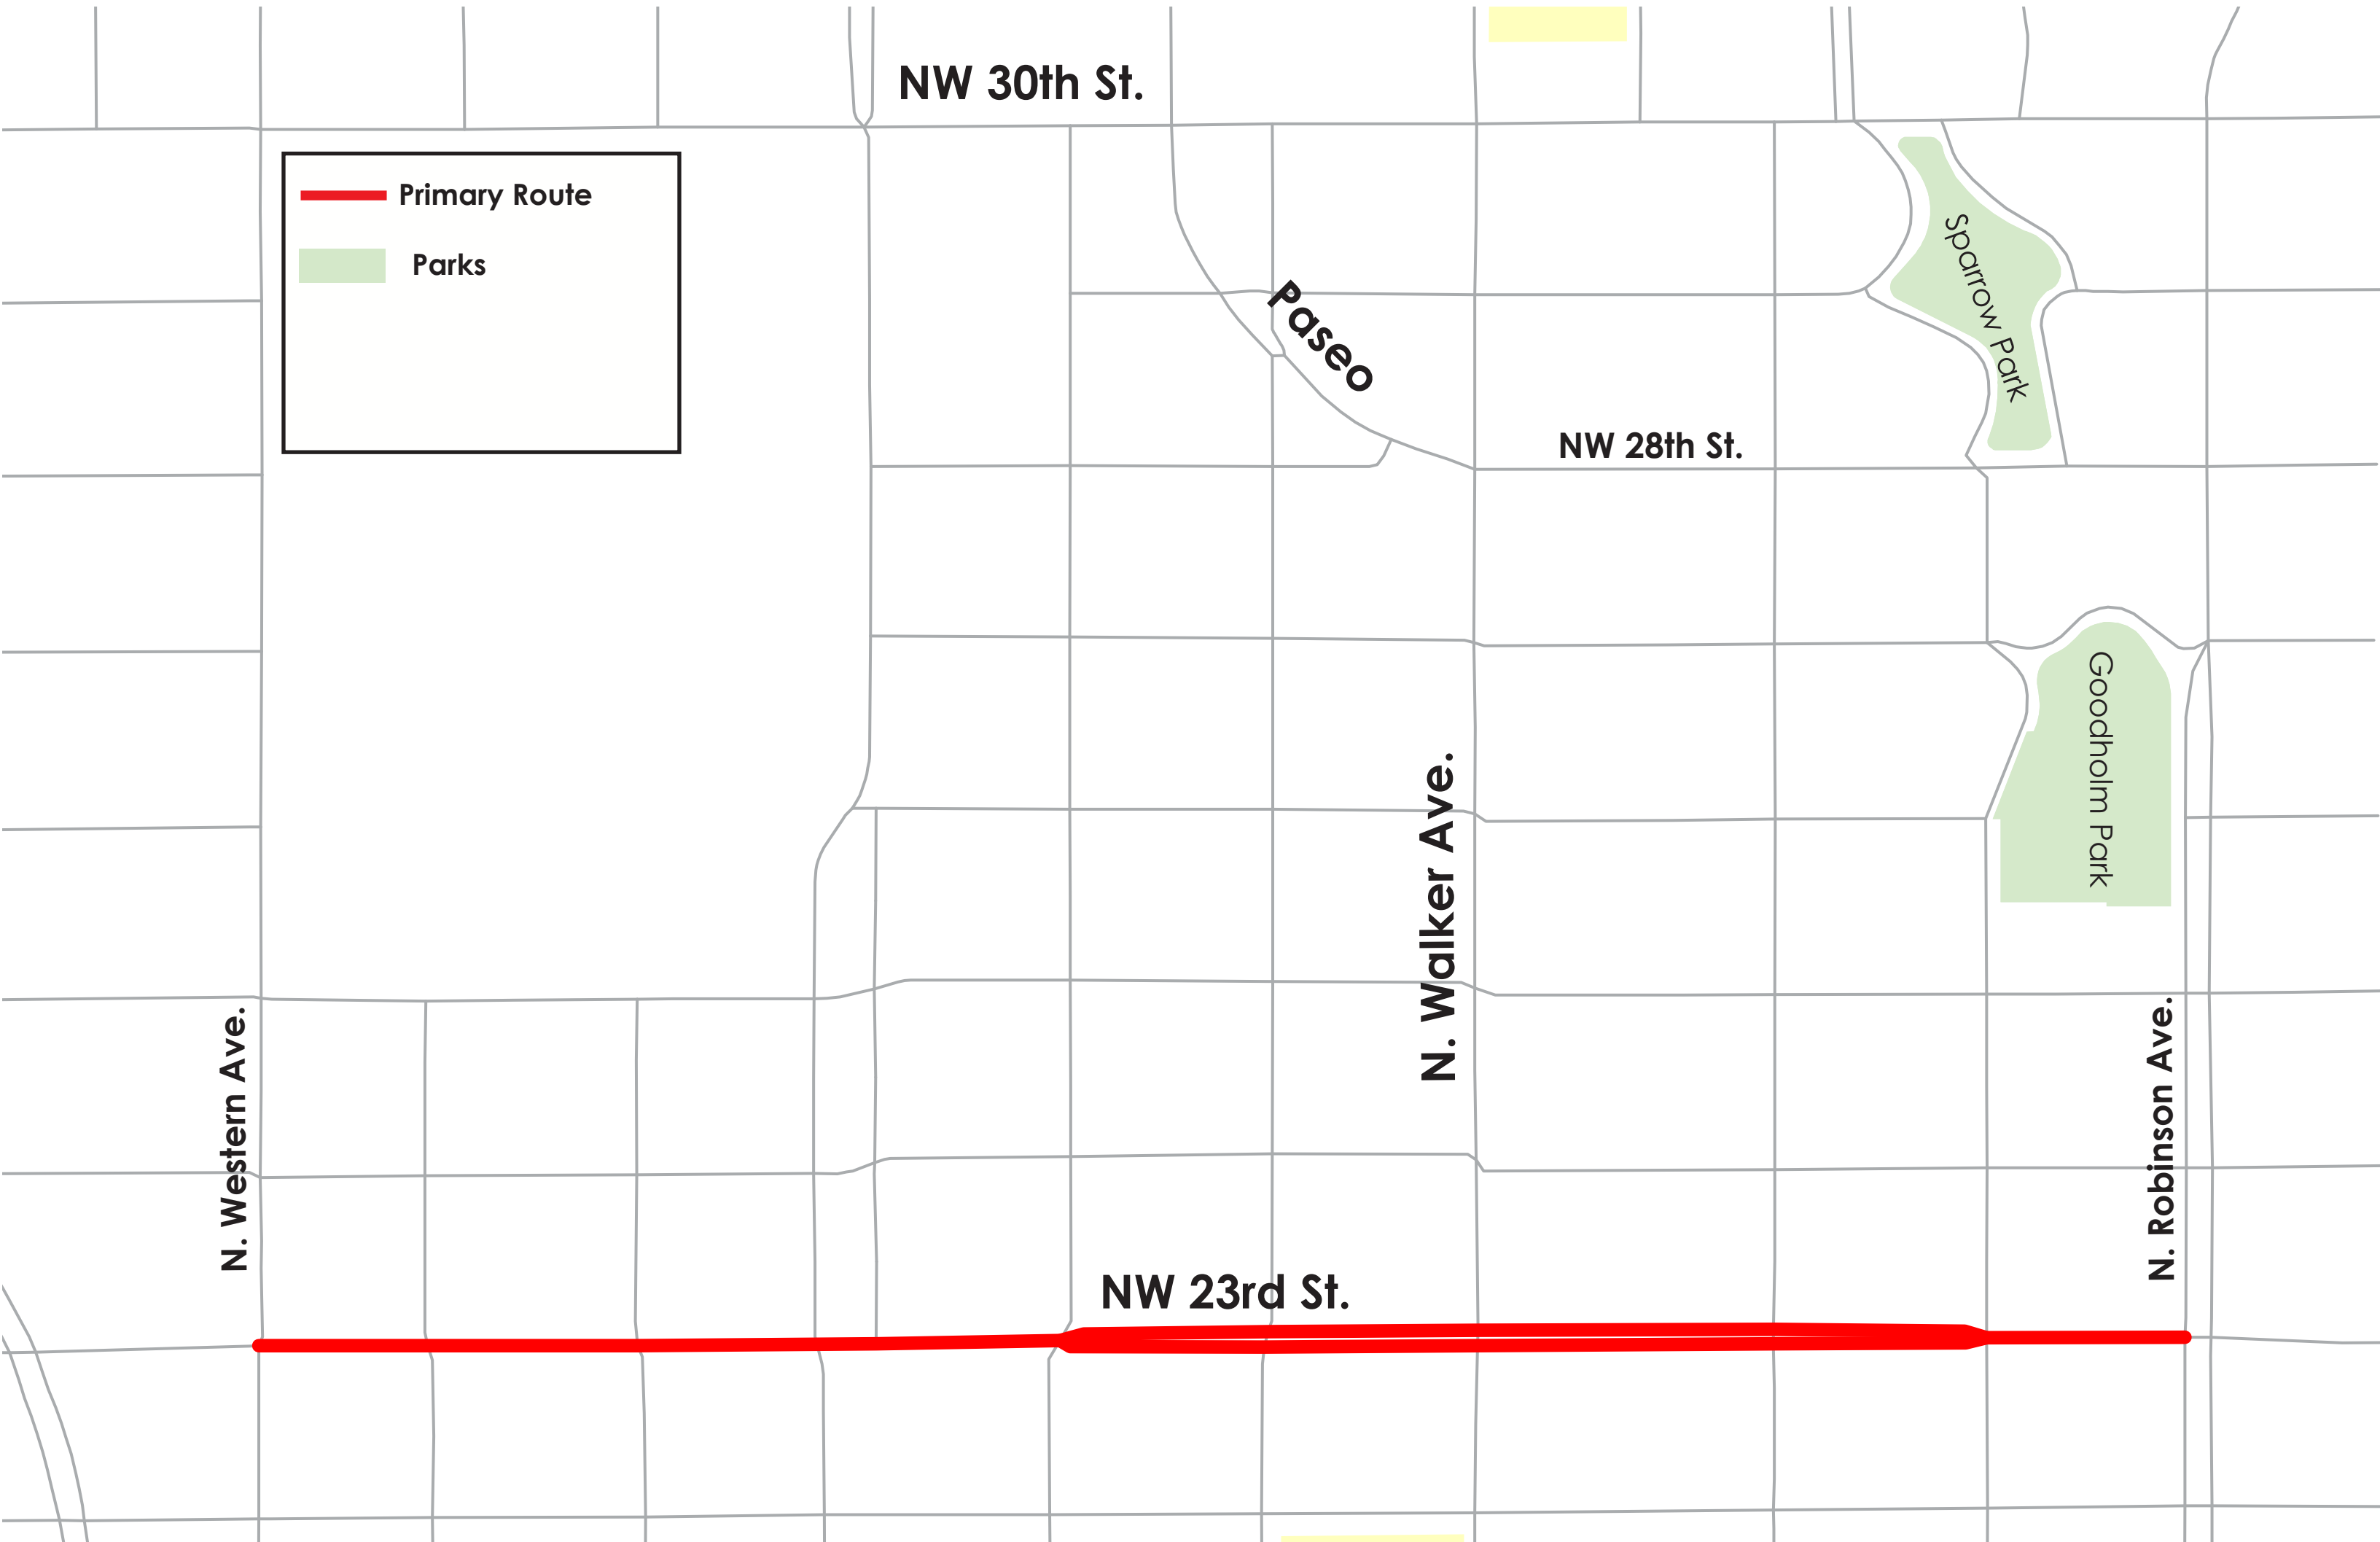 NW 30th St.
Primary Route
Parks
Sparrow Park
Paseo
NW 28th St.
Goodholm Park
N. Walker Ave.
N. Western Ave.
N. Robinson Ave.
NW 23rd St.